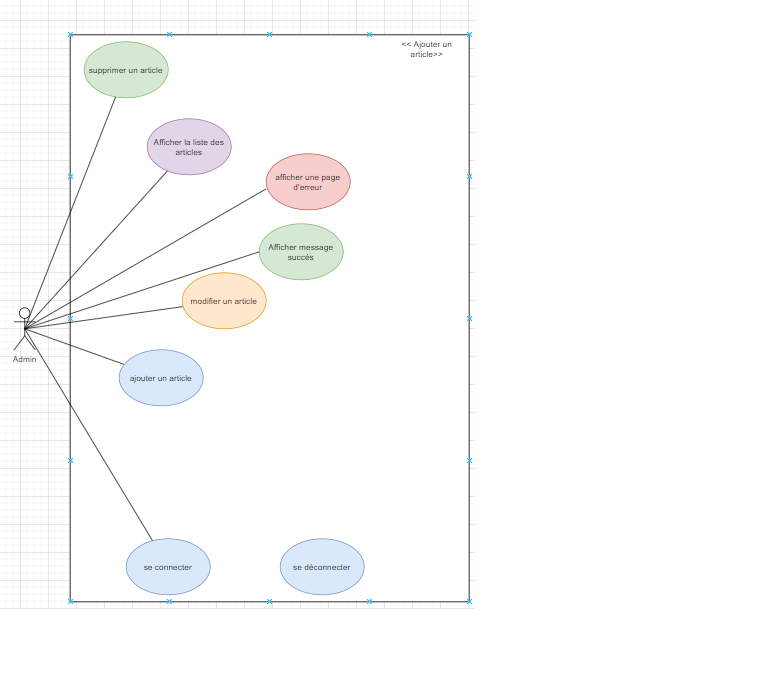 << Ajouter un
article>>
supprimer un article
Afficher la liste des
articles
afficher une page
d'erreur
Afficher message
succés
modifier un article
Admin
ajouter un article
se connecter
se déconnecter